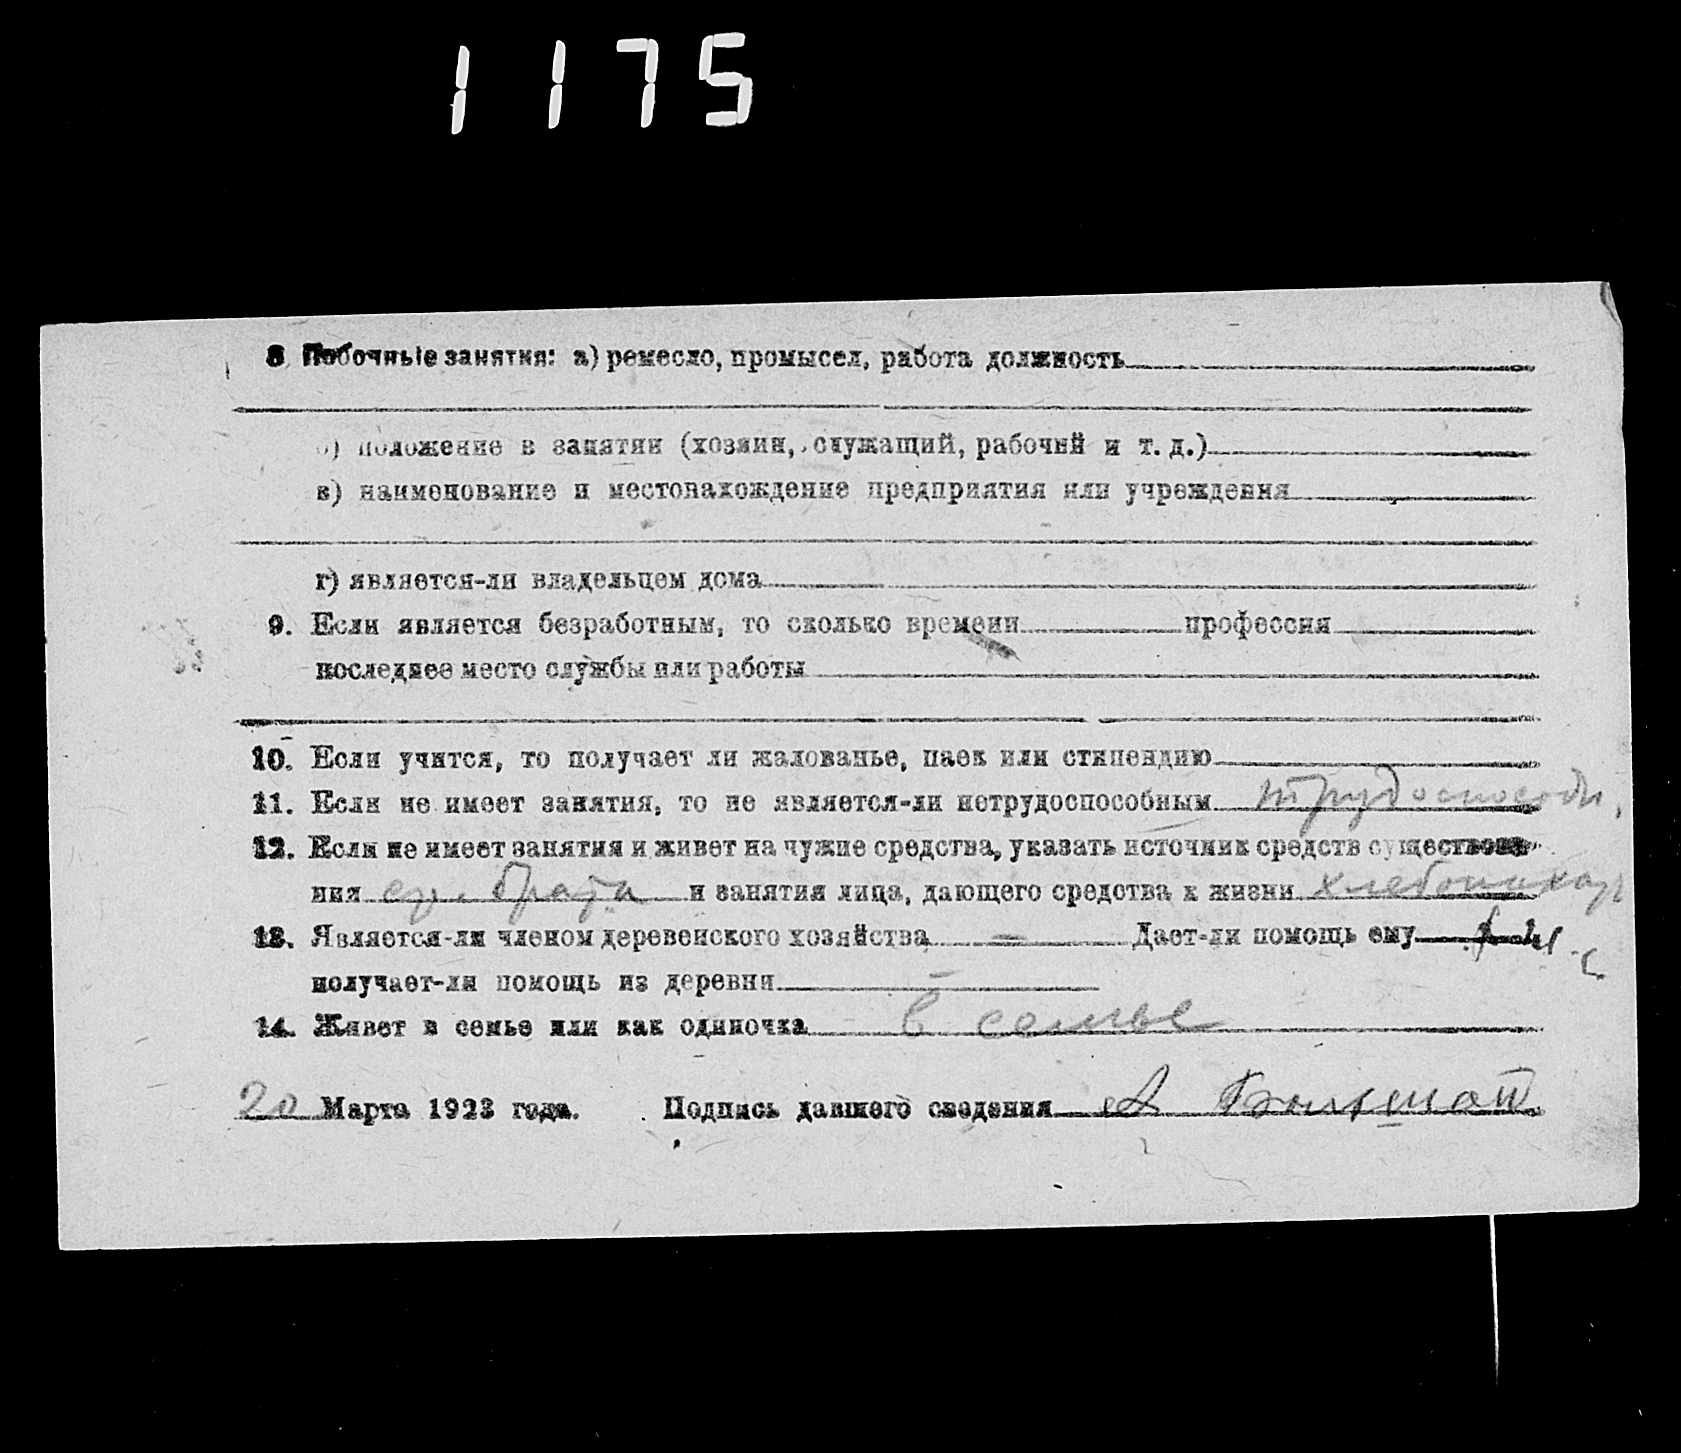 1175
8 Побочные занятия: а) ремесло, промысел, работа должность
б) положение в занятии (хозяин, служащий, рабочий и т. д.)
в) наименование и местонахождение предприятия или учреждения
г) является-ли владельцем дома
9. Если является безработным, то сколько времени профессия
последнее место службы или работы
10. Если учится, то получает ли жалованье, паек или стипендию
11. Если не имеет занятия, то не является-ли нетрудоспособным трудоспособн.
12. Если не имеет занятия и живет на чужие средства, указать источник средств существова-
ния ср. брата и занятия лица, дающего средства к жизни хлебопекар
13. Является-ли членом деревенского хозяйства — Дает-ли помощь ему
получает-ли помощь из деревни —
14. Живет в семье или как одиночка в семье
20 Марта 1923 года. Подпись давшего сведения А